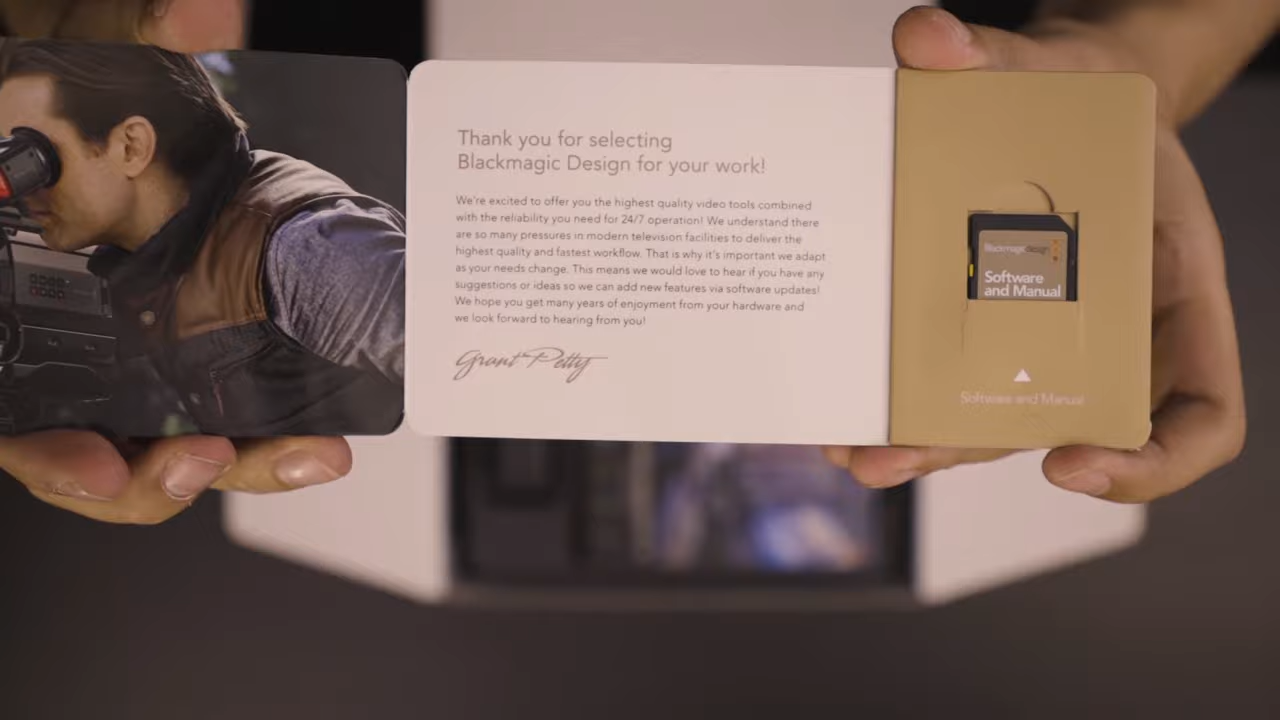 Thank you for selecting
Blackmagic Design for your work!
We're excited to offer you the highest quality video tools combined
with the reliability you need for 24/7 operation! We understand there
are so many pressures in modern television facilities to deliver the
highest quality and fastest workflow. That is why it's important we adapt
as your needs change. This means we would love to hear if you have any
suggestions or ideas so we can add new features via software updates!
We hope you get many years of enjoyment from your hardware and
we look forward to hearing from you!
Grant Petty
Blackmagicdesign
Software
and Manual
Software and Manual